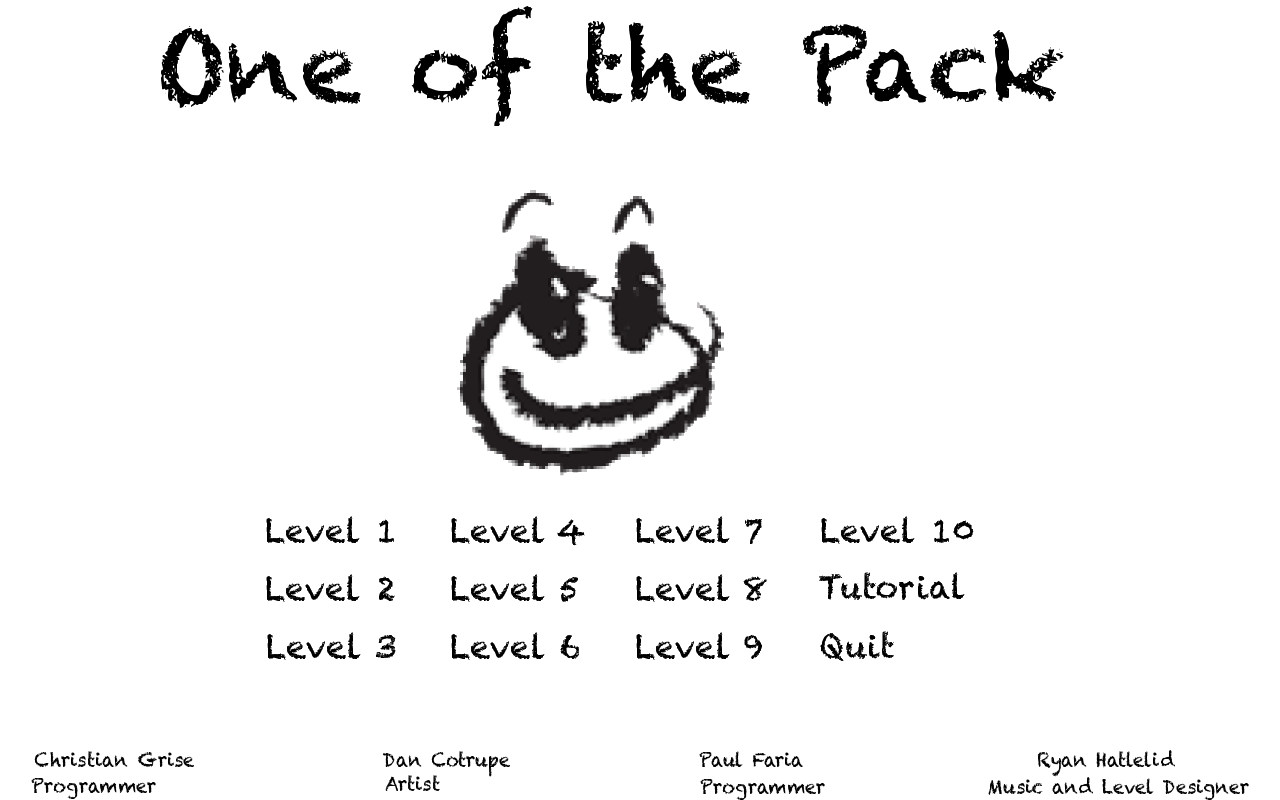 One of the Pack
Level 1 Level 4 Level 7 Level 10
Level 2 Level 5 Level 8 Tutorial
Level 3 Level 6 Level 9 Quit
Christian Grise Dan Cotrupe Paul Faria Ryan Hatlelid
Programmer Artist Programmer Music and Level Designer